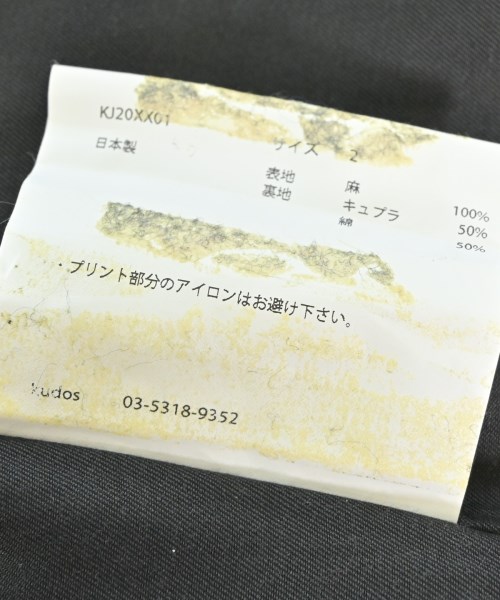 KJ20XX01
日本製
サイズ 2
表地 麻 100%
裏地 キュプラ 50%
綿 50%
・プリント部分のアイロンはお避け下さい。
kudos 03-5318-9352